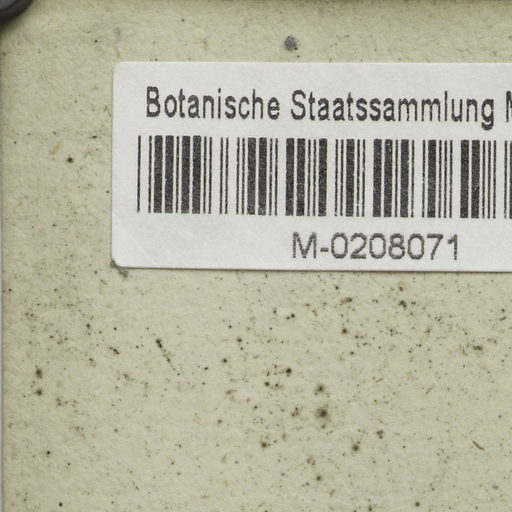 Botanische Staatssammlung
M-0208071